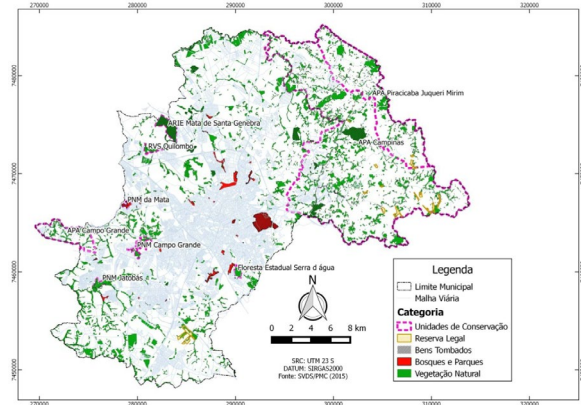 270000 280000 290000 300000 310000 320000
7480000
7470000
7460000
7450000
APA Piracicaba Juqueri Mirim
ARIE Mata de Santa Genebra
RVS Quilombo
APA Campinas
PNM da Mata
APA Campo Grande
PNM Campo Grande
PNM Jatobás
Floresta Estadual Serra d água
N
0 2 4 6 8 km
SRC: UTM 23 S
DATUM: SIRGAS2000
Fonte: SVDS/PMC (2015)
Legenda
Limite Municipal
Malha Viária
Categoria
Unidades de Conservação
Reserva Legal
Bens Tombados
Bosques e Parques
Vegetação Natural
270000 280000 290000 300000 310000 320000